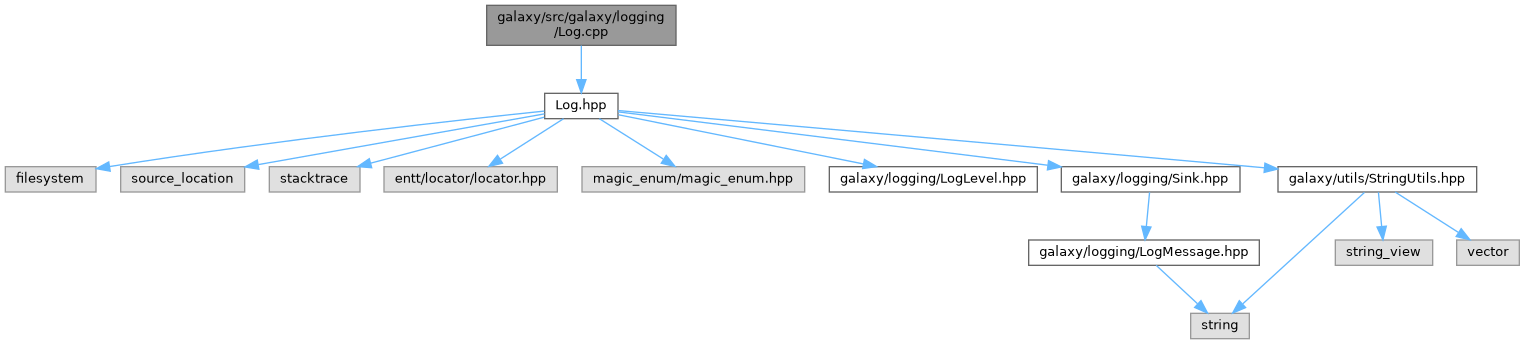 galaxy/src/galaxy/logging
/Log.cpp
Log.hpp
filesystem
source_location
stacktrace
entt/locator/locator.hpp
magic_enum/magic_enum.hpp
galaxy/logging/LogLevel.hpp
galaxy/logging/Sink.hpp
galaxy/utils/StringUtils.hpp
galaxy/logging/LogMessage.hpp
string_view
vector
string